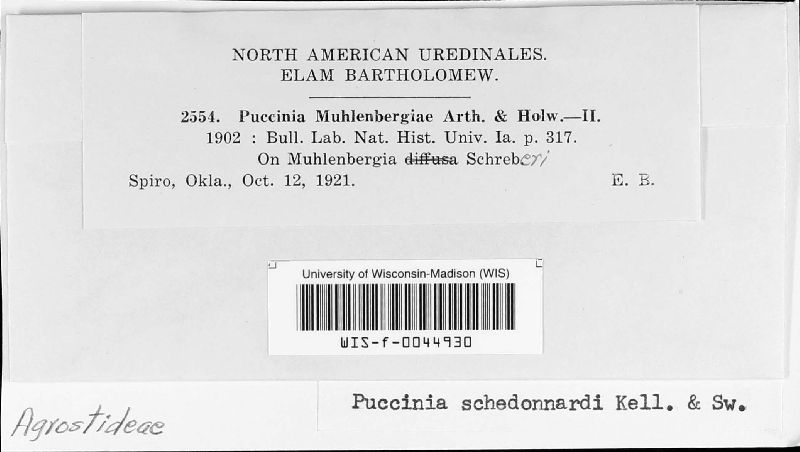 NORTH AMERICAN UREDINALES.
ELAM BARTHOLOMEW.
2554. Puccinia Muhlenbergiae Arth. & Holw.—II.
1902 : Bull. Lab. Nat. Hist. Univ. Ia. p. 317.
On Muhlenbergia diffusa Schreberi
Spiro, Okla., Oct. 12, 1921. E. B.
University of Wisconsin-Madison (WIS)
WIS-f-0044930
Puccinia schedonnardi Kell. & Sw.
Agrostideae